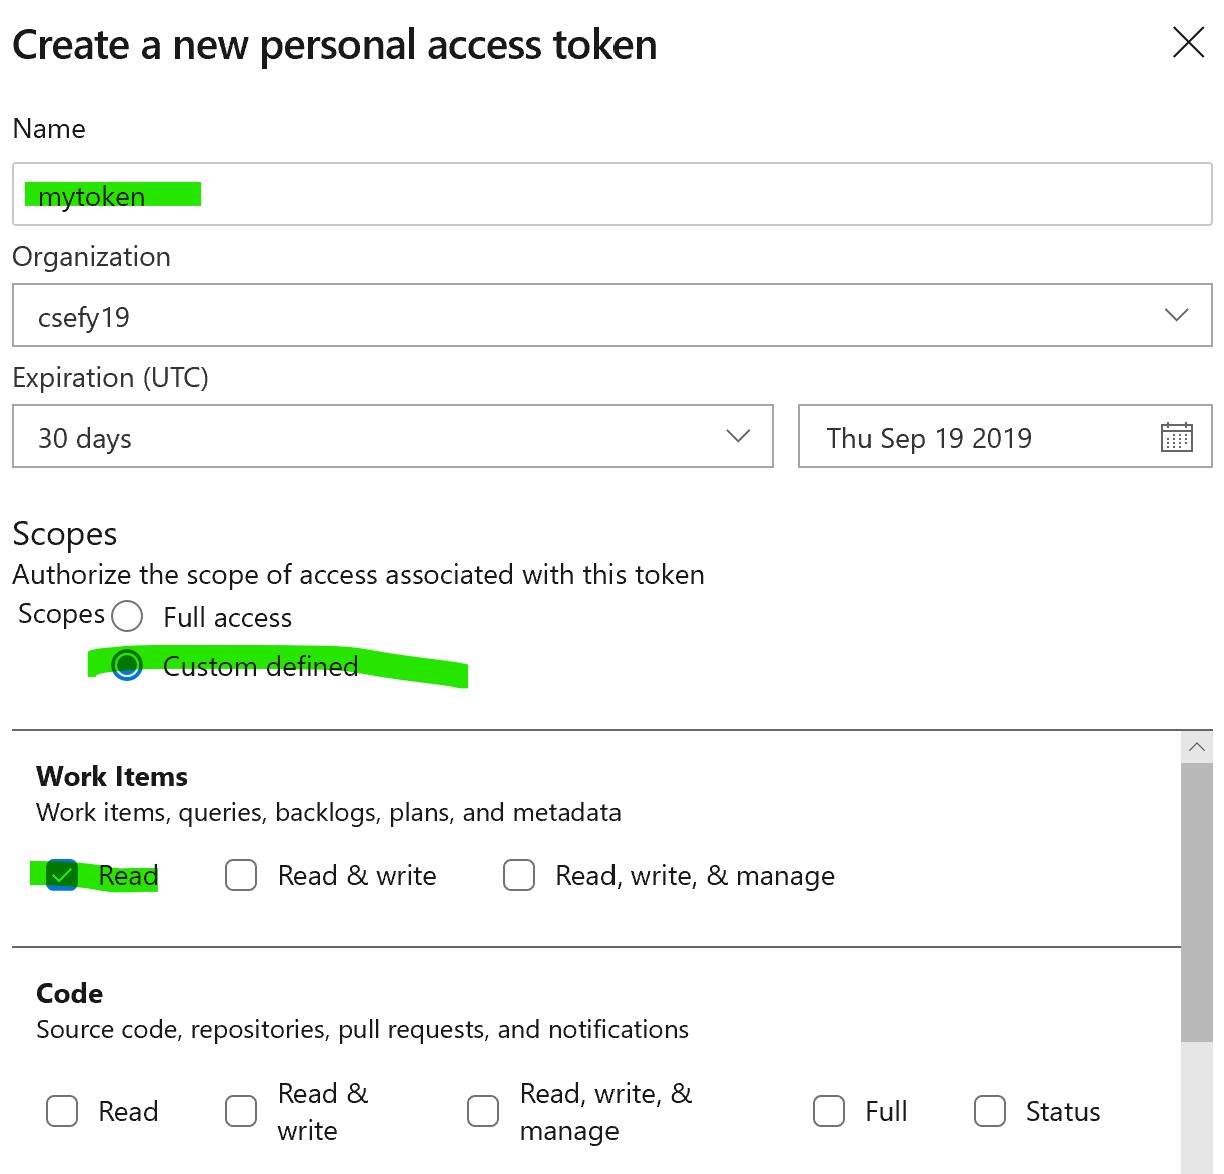 Create a new personal access token
Name
mytoken
Organization
csefy19
Expiration (UTC)
30 days
Thu Sep 19 2019
Scopes
Authorize the scope of access associated with this token
Scopes
Full access
Custom defined
Work Items
Work items, queries, backlogs, plans, and metadata
Read
Read & write
Read, write, & manage
Code
Source code, repositories, pull requests, and notifications
Read
Read &
write
Read, write, &
manage
Full
Status